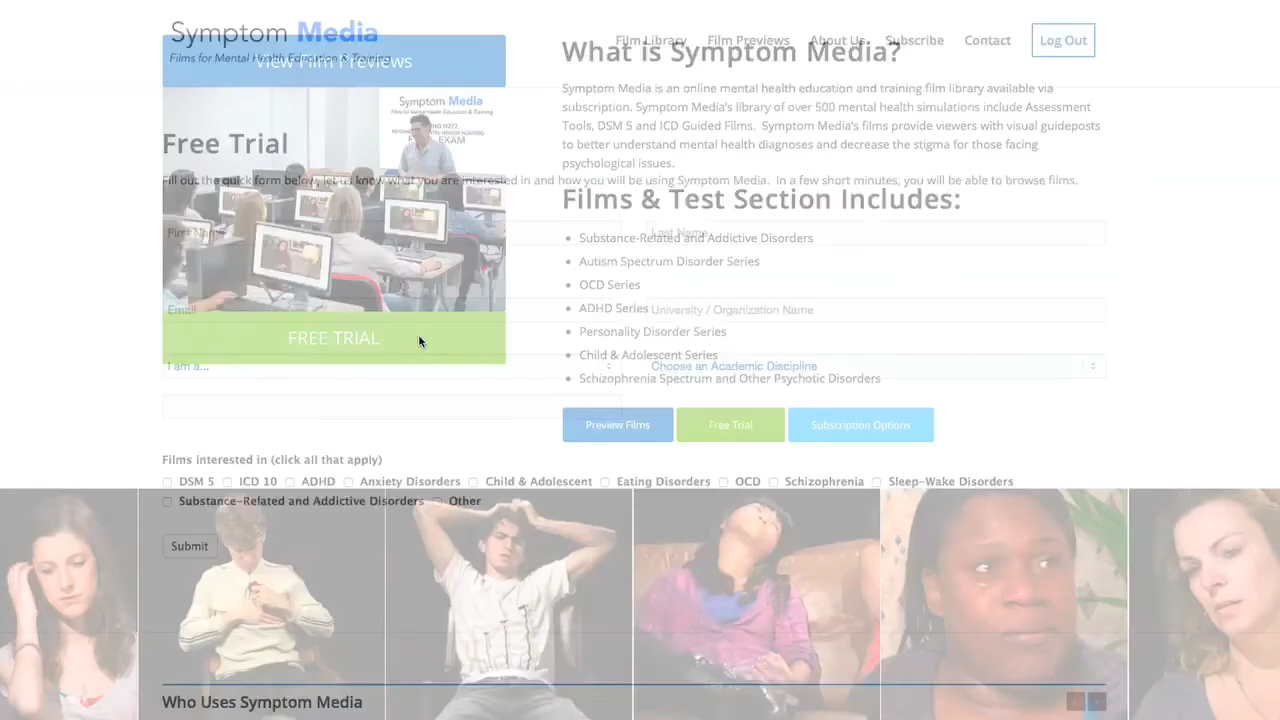 Symptom Media
Films for Mental Health Education & Training
Film Library
Film Previews
About Us
Subscribe
Contact
Log Out
View Film Previews
What is Symptom Media?
Symptom Media is an online mental health education and training film library available via
subscription. Symptom Media's library of over 500 mental health simulations include Assessment
Tools, DSM 5 and ICD Guided Films. Symptom Media's films provide viewers with visual guideposts
to better understand mental health diagnoses and decrease the stigma for those facing
psychological issues.
Symptom Media
Films for Mental Health Education & Training
EXAM
Free Trial
Fill out the quick form below, let us know what you are interested in and how you will be using Symptom Media. In a few short minutes, you will be able to browse films.
Films & Test Section Includes:
First Name
Last Name
Substance-Related and Addictive Disorders
Autism Spectrum Disorder Series
OCD Series
ADHD Series
Email
University / Organization Name
Personality Disorder Series
FREE TRIAL
Child & Adolescent Series
I am a...
Choose an Academic Discipline
Schizophrenia Spectrum and Other Psychotic Disorders
Preview Films
Free Trial
Subscription Options
Films interested in (click all that apply)
DSM 5 ICD 10 ADHD Anxiety Disorders Child & Adolescent Eating Disorders OCD Schizophrenia Sleep-Wake Disorders
Substance-Related and Addictive Disorders Other
Submit
Who Uses Symptom Media